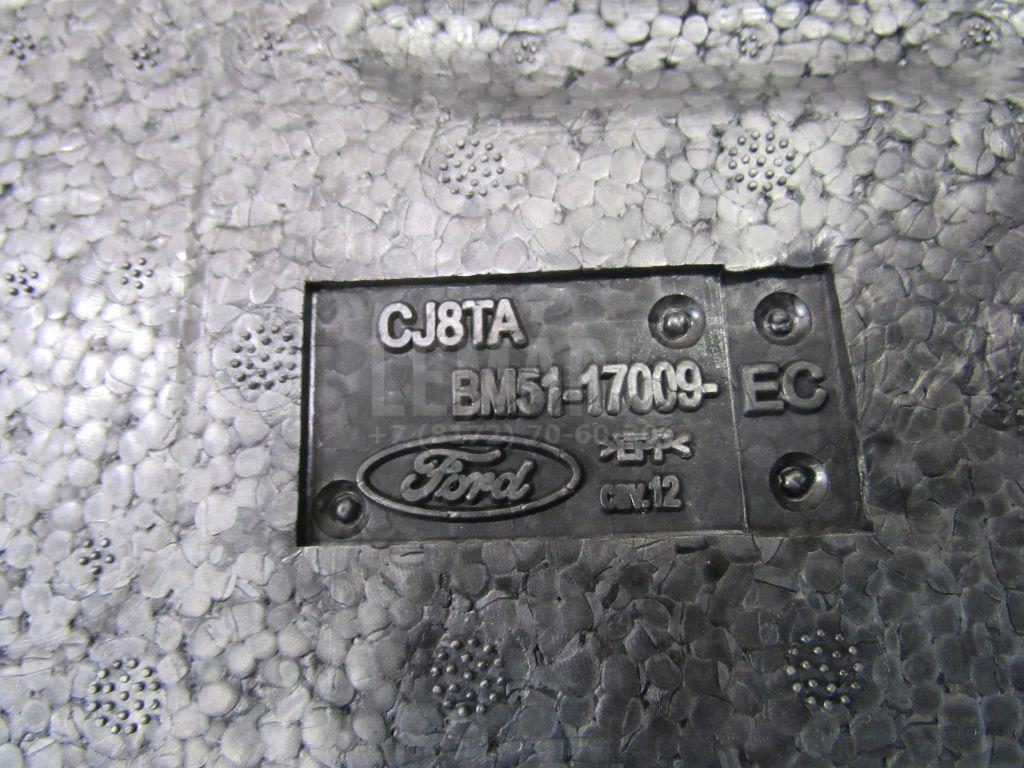 CJ8TA
BM51-17009-EC
>EPP<
Ford
cav.12